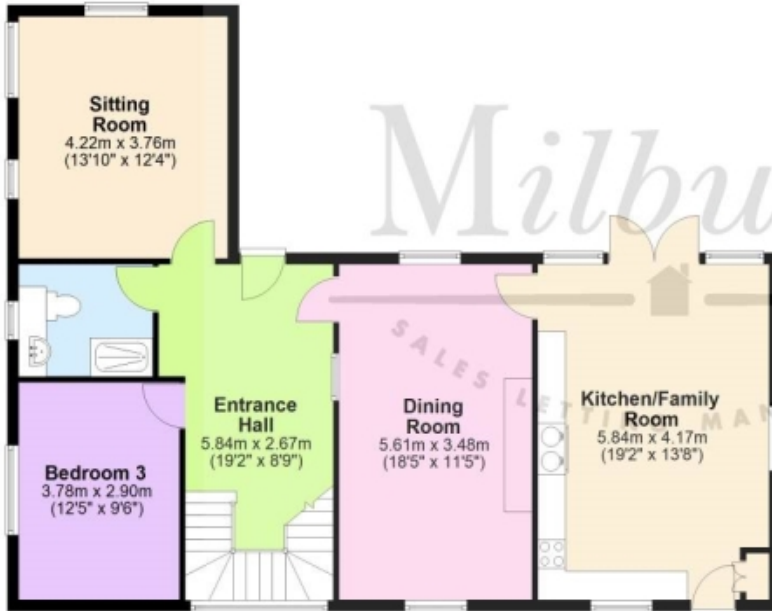 Sitting
Room
4.22m x 3.76m
(13'10" x 12'4")
Milbu
SALES LETTING MAN
Entrance
Hall
5.84m x 2.67m
(19'2" x 8'9")
Dining
Room
5.61m x 3.48m
(18'5" x 11'5")
Kitchen/Family
Room
5.84m x 4.17m
(19'2" x 13'8")
Bedroom 3
3.78m x 2.90m
(12'5" x 9'6")